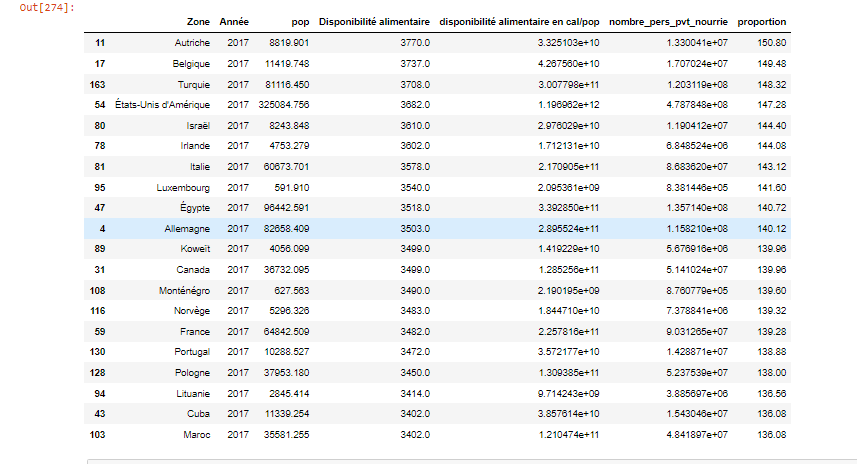 Out[274]:
Zone Année pop Disponibilité alimentaire disponibilité alimentaire en cal/pop nombre_pers_pvt_nourrie proportion
11 Autriche 2017 8819.901 3770.0 3.325103e+10 1.330041e+07 150.80
17 Belgique 2017 11419.748 3737.0 4.267560e+10 1.707024e+07 149.48
163 Turquie 2017 81116.450 3708.0 3.007798e+11 1.203119e+08 148.32
54 États-Unis d'Amérique 2017 325084.756 3682.0 1.196962e+12 4.787848e+08 147.28
80 Israël 2017 8243.848 3610.0 2.976029e+10 1.190412e+07 144.40
78 Irlande 2017 4753.279 3602.0 1.712131e+10 6.848524e+06 144.08
81 Italie 2017 60673.701 3578.0 2.170905e+11 8.683620e+07 143.12
95 Luxembourg 2017 591.910 3540.0 2.095361e+09 8.381446e+05 141.60
47 Égypte 2017 96442.591 3518.0 3.392850e+11 1.357140e+08 140.72
4 Allemagne 2017 82658.409 3503.0 2.895524e+11 1.158210e+08 140.12
89 Koweït 2017 4056.099 3499.0 1.419229e+10 5.676916e+06 139.96
31 Canada 2017 36732.095 3499.0 1.285256e+11 5.141024e+07 139.96
108 Monténégro 2017 627.563 3490.0 2.190195e+09 8.760779e+05 139.60
116 Norvège 2017 5296.326 3483.0 1.844710e+10 7.378841e+06 139.32
59 France 2017 64842.509 3482.0 2.257816e+11 9.031265e+07 139.28
130 Portugal 2017 10288.527 3472.0 3.572177e+10 1.428871e+07 138.88
128 Pologne 2017 37953.180 3450.0 1.309385e+11 5.237539e+07 138.00
94 Lituanie 2017 2845.414 3414.0 9.714243e+09 3.885697e+06 136.56
43 Cuba 2017 11339.254 3402.0 3.857614e+10 1.543046e+07 136.08
103 Maroc 2017 35581.255 3402.0 1.210474e+11 4.841897e+07 136.08